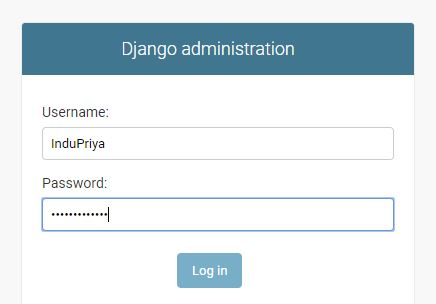 Django administration
Username:
InduPriya
Password:
•••••••••••••
Log in